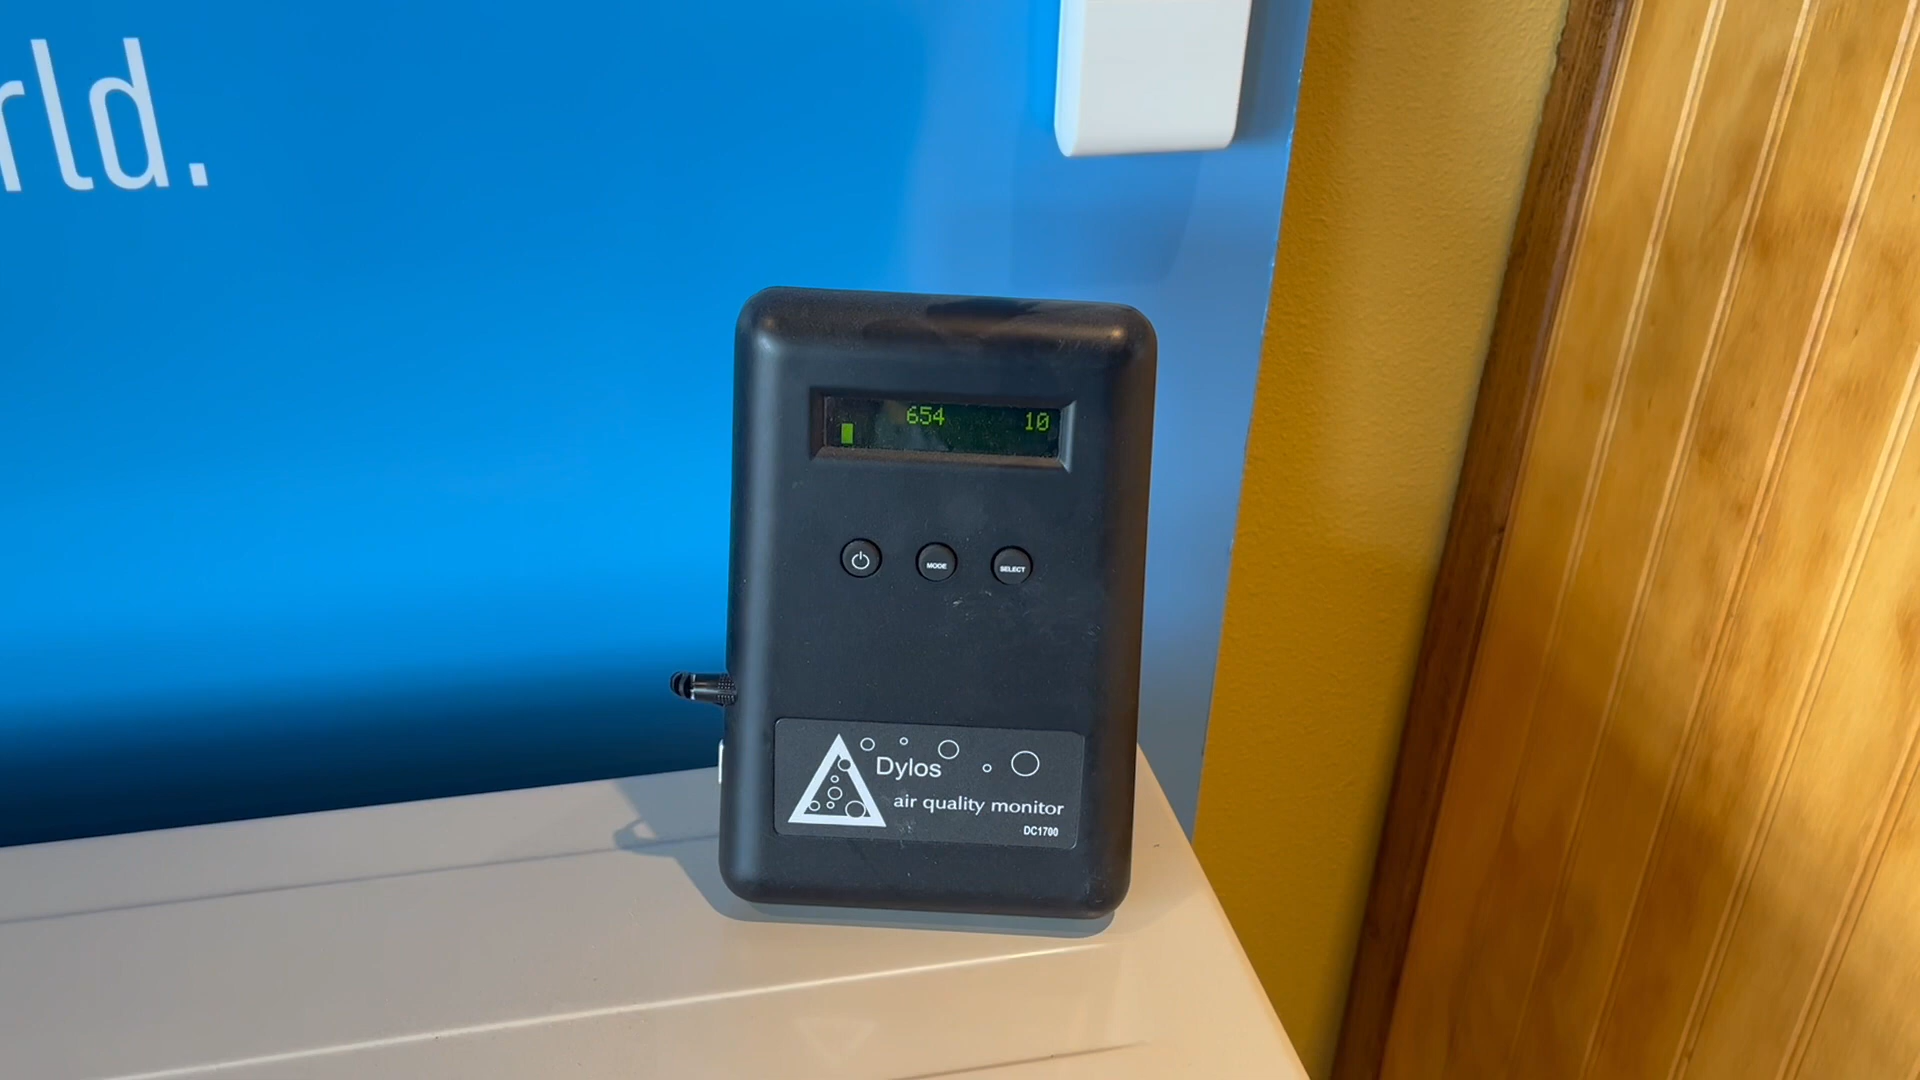 rld.
654 10
MODE SELECT
Dylos
air quality monitor
DC1700